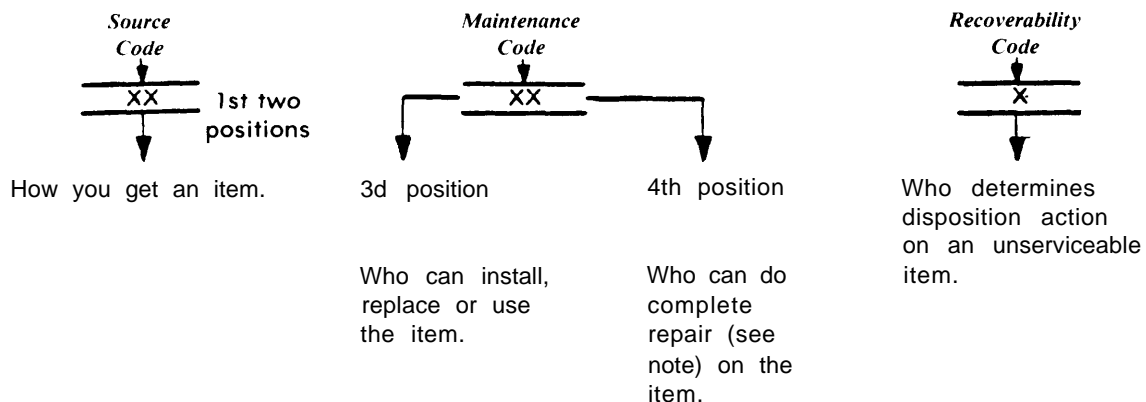 Source
Code
XX
1st two
positions
How you get an item.
Maintenance
Code
XX
3d position
Who can install,
replace or use
the item.
4th position
Who can do
complete
repair (see
note) on the
item.
Recoverability
Code
X
Who determines
disposition action
on an unserviceable
item.